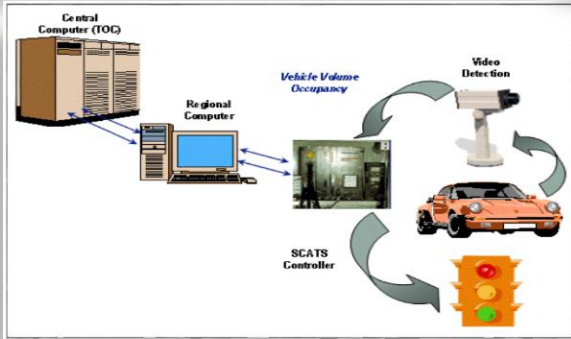 Central
Computer (TOC)
Regional
Computer
Vehicle Volume
Occupancy
Video
Detection
SCATS
Controller